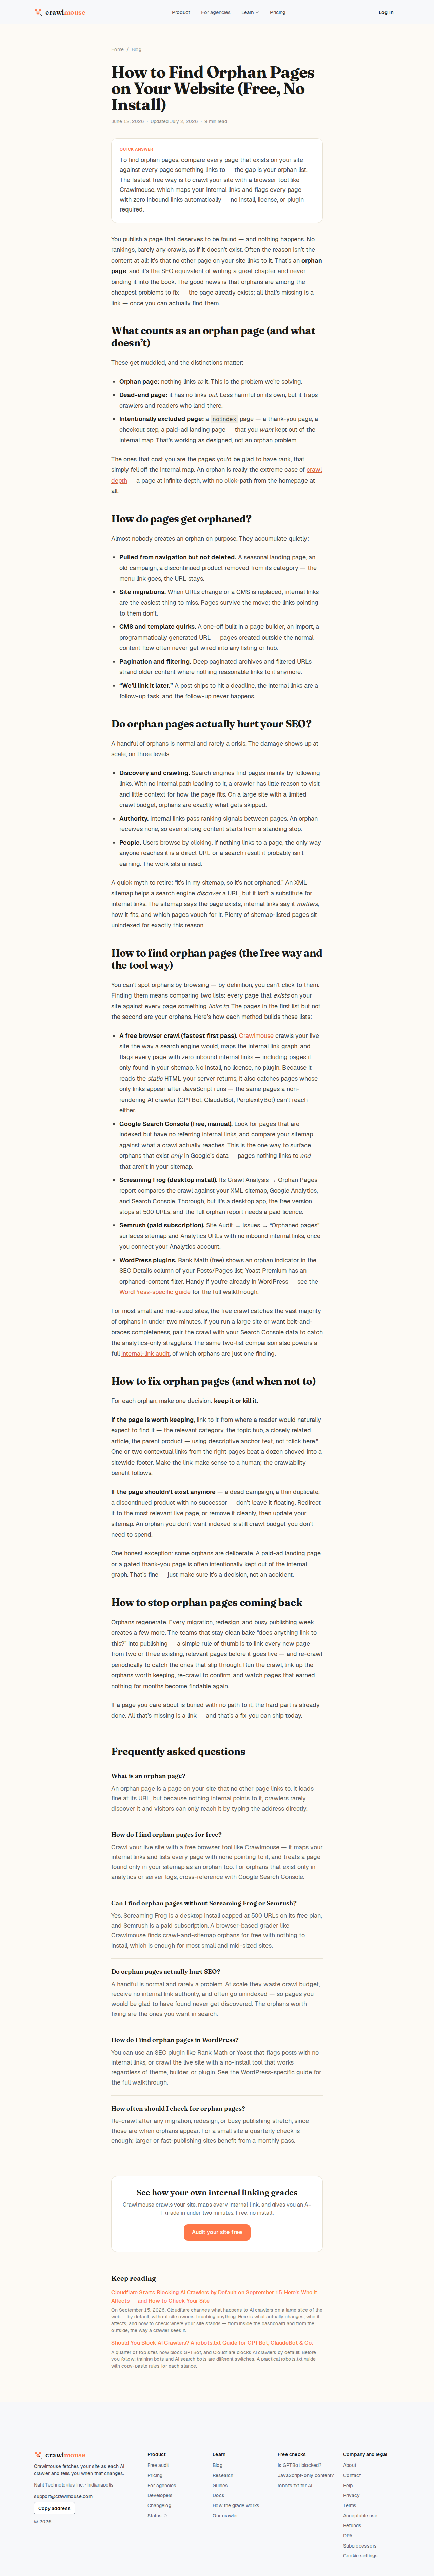 crawlmouse
Product
For agencies
Learn
Pricing
Log in
Home / Blog
How to Find Orphan Pages
on Your Website (Free, No
Install)
June 12, 2026 · Updated July 2, 2026 · 6 min read
QUICK ANSWER
To find orphan pages, compare every page that exists on your site
against every page something links to — the gap is your orphan list.
The fastest free way is to crawl your site with a browser tool like
Crawlmouse, which maps your internal links and flags every page
with zero inbound links automatically — no install, license, or plugin
required.
You publish a page that deserves to be found — and nothing happens. No
rankings, barely any crawls, as if it doesn't exist. Often the reason isn't the
content at all: it's that no other page on your site links to it. That's an orphan
page, and it's the SEO equivalent of writing a great chapter and never
binding it into the book. The good news is that orphans are among the
cheapest problems to fix — the page already exists; all that's missing is a
link — once you can actually find them.
What counts as an orphan page (and what
doesn't)
These get muddled, and the distinctions matter:
• Orphan page: nothing links to it. This is the problem we're solving.
• Dead-end page: it has no links out. Less harmful on its own, but it traps
crawlers and readers who land there.
• Intentionally excluded page: a noindex page — a thank-you page, a
checkout step, a paid-ad landing page — that you want kept out of the
internal map. That's working as designed, not an orphan problem.
The ones that cost you are the pages you'd be glad to have rank, that
simply fell off the internal map. An orphan is really the extreme case of crawl
depth — a page at infinite depth, with no click-path from the homepage at
all.
How do pages get orphaned?
Almost nobody creates an orphan on purpose. They accumulate quietly:
• Pulled from navigation but not deleted. A seasonal landing page, an
old campaign, a discontinued product removed from its category — the
menu link goes, the URL stays.
• Site migrations. When URLs change or a CMS is replaced, internal links
are the easiest thing to miss. Pages survive the move; the links pointing
to them don't.
• CMS and template quirks. A one-off built in a page builder, an import, a
programmatically generated URL — pages created outside the normal
content flow often never get wired into any listing or hub.
• Pagination and filtering. Deep paginated archives and filtered URLs
strand older content where nothing reasonable links to it anymore.
• "We'll link it later." A post ships to hit a deadline, the internal links are a
follow-up task, and the follow-up never happens.
Do orphan pages actually hurt your SEO?
A handful of orphans is normal and rarely a crisis. The damage shows up at
scale, on three levels:
• Discovery and crawling. Search engines find pages mainly by following
links. With no internal path leading to it, a crawler has little reason to visit
and little context for how the page fits. On a large site with a limited
crawl budget, orphans are exactly what gets skipped.
• Authority. Internal links pass ranking signals between pages. An orphan
receives none, so even strong content starts from a standing stop.
• People. Users browse by clicking. If nothing links to a page, the only way
anyone reaches it is a direct URL or a search result it probably isn't
earning. The work sits unread.
A quick myth to retire: "it's in my sitemap, so it's not orphaned." An XML
sitemap helps a search engine discover a URL, but it isn't a substitute for
internal links. The sitemap says the page exists; internal links say it matters,
how it fits, and which pages vouch for it. Plenty of sitemap-listed pages sit
unindexed for exactly this reason.
How to find orphan pages (the free way and
the tool way)
You can't spot orphans by browsing — by definition, you can't click to them.
Finding them means comparing two lists: every page that exists on your
site against every page something links to. The pages in the first list but not
the second are your orphans. Here's how each method builds those lists:
• A free browser crawl (fastest first pass). Crawlmouse crawls your live
site the way a search engine would, maps the internal link graph, and
flags every page with zero inbound internal links — including pages it
only found in your sitemap. No install, no license, no plugin. Because it
reads the static HTML your server returns, it also catches pages whose
only links appear after JavaScript runs — the same pages a non-
rendering AI crawler (GPTBot, ClaudeBot, PerplexityBot) can't reach
either.
• Google Search Console (free, manual). Look for pages that are
indexed but have no referring internal links, and compare your sitemap
against what a crawl actually reaches. This is the one way to surface
orphans that exist only in Google's data — pages nothing links to and
that aren't in your sitemap.
• Screaming Frog (desktop install). Its Crawl Analysis → Orphan Pages
report compares the crawl against your XML sitemap, Google Analytics,
and Search Console. Thorough, but it's a desktop app, the free version
stops at 500 URLs, and the full orphan report needs a paid licence.
• Semrush (paid subscription). Site Audit → Issues → "Orphaned pages"
surfaces sitemap and Analytics URLs with no inbound internal links, once
you connect your Analytics account.
• WordPress plugins. Rank Math (free) shows an orphan indicator in the
SEO Details column of your Posts/Pages list; Yoast Premium has an
orphaned-content filter. Handy if you're already in WordPress — see the
WordPress-specific guide for the full walkthrough.
For most small and mid-sized sites, the free crawl catches the vast majority
of orphans in under two minutes. If you run a large site or want belt-and-
braces completeness, pair the crawl with your Search Console data to catch
the analytics-only stragglers. The same two-list comparison also powers a
full internal-link audit, of which orphans are just one finding.
How to fix orphan pages (and when not to)
For each orphan, make one decision: keep it or kill it.
If the page is worth keeping, link to it from where a reader would naturally
expect to find it — the relevant category, the topic hub, a closely related
article, the parent product — using descriptive anchor text, not "click here."
One or two contextual links from the right pages beat a dozen shoved into a
sitewide footer. Make the link make sense to a human; the crawlability
benefit follows.
If the page shouldn't exist anymore — a dead campaign, a thin duplicate,
a discontinued product with no successor — don't leave it floating. Redirect
it to the most relevant live page, or remove it cleanly, then update your
sitemap. An orphan you don't want indexed is still crawl budget you don't
need to spend.
One honest exception: some orphans are deliberate. A paid-ad landing page
or a gated thank-you page is often intentionally kept out of the internal
graph. That's fine — just make sure it's a decision, not an accident.
How to stop orphan pages coming back
Orphans regenerate. Every migration, redesign, and busy publishing week
creates a few more. The teams that stay clean bake "does anything link to
this?" into publishing — a simple rule of thumb is to link every new page
from two or three existing, relevant pages before it goes live — and re-crawl
periodically to catch the ones that slip through. Run the crawl, link up the
orphans worth keeping, re-crawl to confirm, and watch pages that earned
nothing for months become findable again.
If a page you care about is buried with no path to it, the hard part is already
done. All that's missing is a link — and that's a fix you can ship today.
Frequently asked questions
What is an orphan page?
An orphan page is a page on your site that no other page links to. It loads
fine at its URL, but because nothing internal points to it, crawlers rarely
discover it and visitors can only reach it by typing the address directly.
How do I find orphan pages for free?
Crawl your live site with a free browser tool like Crawlmouse — it maps your
internal links and lists every page with none pointing to it, and treats a page
found only in your sitemap as an orphan too. For orphans that exist only in
analytics or server logs, cross-reference with Google Search Console.
Can I find orphan pages without Screaming Frog or Semrush?
Yes. Screaming Frog is a desktop install capped at 500 URLs on its free plan,
and Semrush is a paid subscription. A browser-based grader like
Crawlmouse finds crawl-and-sitemap orphans for free with nothing to
install, which is enough for most small and mid-sized sites.
Do orphan pages actually hurt SEO?
A handful is normal and rarely a problem. At scale they waste crawl budget,
receive no internal link authority, and often go unindexed — so pages you
would be glad to have found never get discovered. The orphans worth
fixing are the ones you want in search.
How do I find orphan pages in WordPress?
You can use an SEO plugin like Rank Math or Yoast that flags posts with no
internal links, or crawl the live site with a no-install tool that works
regardless of theme, builder, or plugin. See the WordPress-specific guide for
the full walkthrough.
How often should I check for orphan pages?
Re-crawl after any migration, redesign, or busy publishing stretch, since
those are when orphans appear. For a small site a quarterly check is
enough; larger or fast-publishing sites benefit from a monthly pass.
See how your own internal linking grades
Crawlmouse crawls your site, maps every internal link, and gives you an A–
F grade in under two minutes. Free, no install.
Audit your site free
Keep reading
Cloudflare Starts Blocking AI Crawlers by Default on September 15. Here's Who It
Affects — and How to Check Your Site.
On September 15, 2026, Cloudflare changes what happens to AI crawlers on a large slice of the
web — by default, without site owners touching anything. Here is what actually changes, who it
affects, and how to check where your site stands — from inside the dashboard and from the
outside, the way a crawler sees it.
Should You Block AI Crawlers? A robots.txt Guide for GPTBot, ClaudeBot & Co.
A quarter of top sites now block GPTBot, and Cloudflare blocks AI crawlers by default. Before
you follow: training bots and AI search bots are different switches. A practical robots.txt guide
with copy-paste rules for each stance.
crawlmouse
Crawlmouse fetches your site as each AI
crawler and tells you when that changes.
Naili Technologies Inc. · Indianapolis
support@crawlmouse.com
Copy address
© 2026
Product
Free audit
Pricing
For agencies
Developers
Changelog
Status
Learn
Blog
Research
Guides
Docs
How the grade works
Our crawler
Free checks
Is GPTBot blocked?
JavaScript-only content?
robots.txt for AI
Company and legal
About
Contact
Help
Privacy
Terms
Acceptable use
Refunds
DPA
Subprocessors
Cookie settings